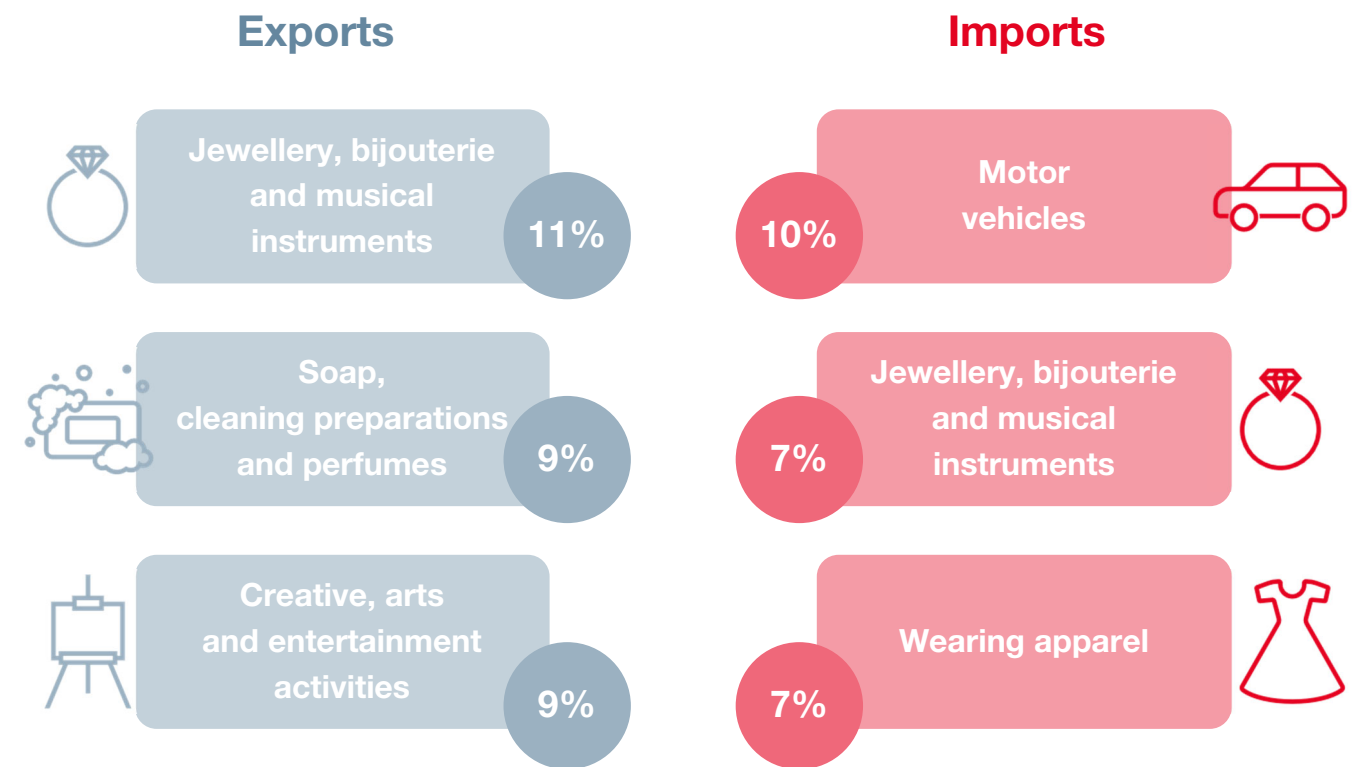 Exports
Jewellery, bijouterie
and musical
instruments
11%
Soap,
cleaning preparations
and perfumes
9%
Creative, arts
and entertainment
activities
9%
Imports
Motor
vehicles
10%
Jewellery, bijouterie
and musical
instruments
7%
Wearing apparel
7%